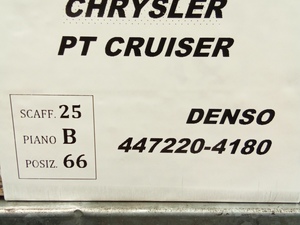 CHRYSLER
PT CRUISER
SCAFF. 25
PIANO B
POSIZ. 66
DENSO
447220-4180